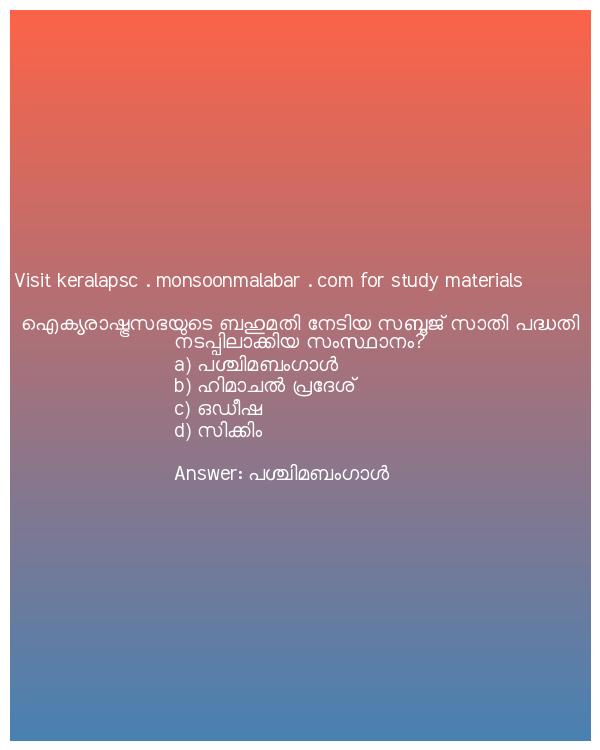 Visit keralapsc . monsoonmalabar . com for study materials
ഐക്യരാഷ്ട്രസഭയുടെ ബഹുമതി നേടിയ സബൂജ് സാതി പദ്ധതി
നടപ്പിലാക്കിയ സംസ്ഥാനം?
a) പശ്ചിമബംഗാൾ
b) ഹിമാചൽ പ്രദേശ്
c) ഒഡീഷ
d) സിക്കിം
Answer: പശ്ചിമബംഗാൾ